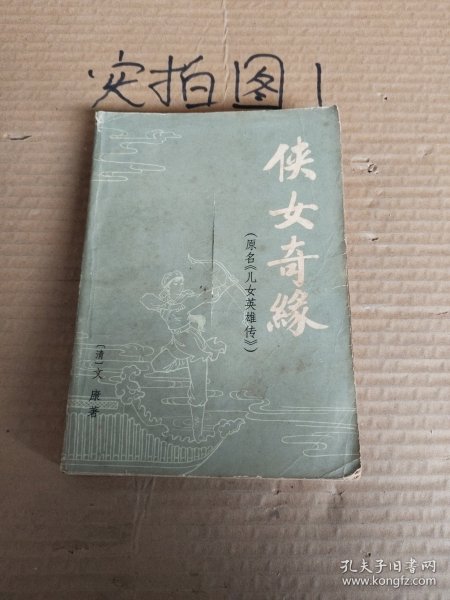 实拍图1
侠女奇缘
(原名《儿女英雄传》)
〔清〕文康著
孔夫子旧书网
www.kongfz.com